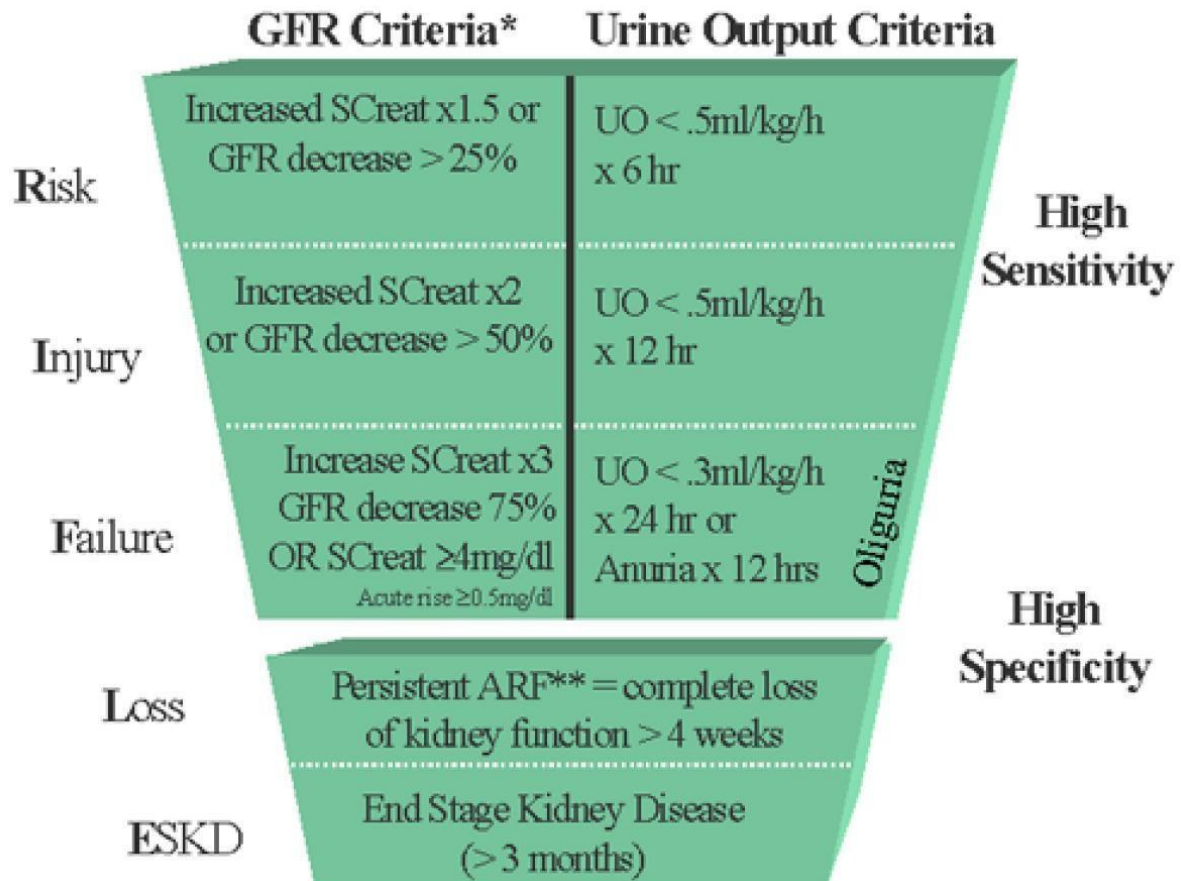 GFR Criteria*
Urine Output Criteria
Risk
Increased SCreat x1.5 or
GFR decrease > 25%
UO < .5ml/kg/h
x 6 hr
High
Sensitivity
Injury
Increased SCreat x2
or GFR decrease > 50%
UO < .5ml/kg/h
x 12 hr
Failure
Increase SCreat x3
GFR decrease 75%
OR SCreat ≥4mg/dl
Acute rise ≥0.5mg/dl
UO < .3ml/kg/h
x 24 hr or
Anuria x 12 hrs
Oliguria
High
Specificity
Loss
Persistent ARF** = complete loss
of kidney function > 4 weeks
ESKD
End Stage Kidney Disease
(> 3 months)